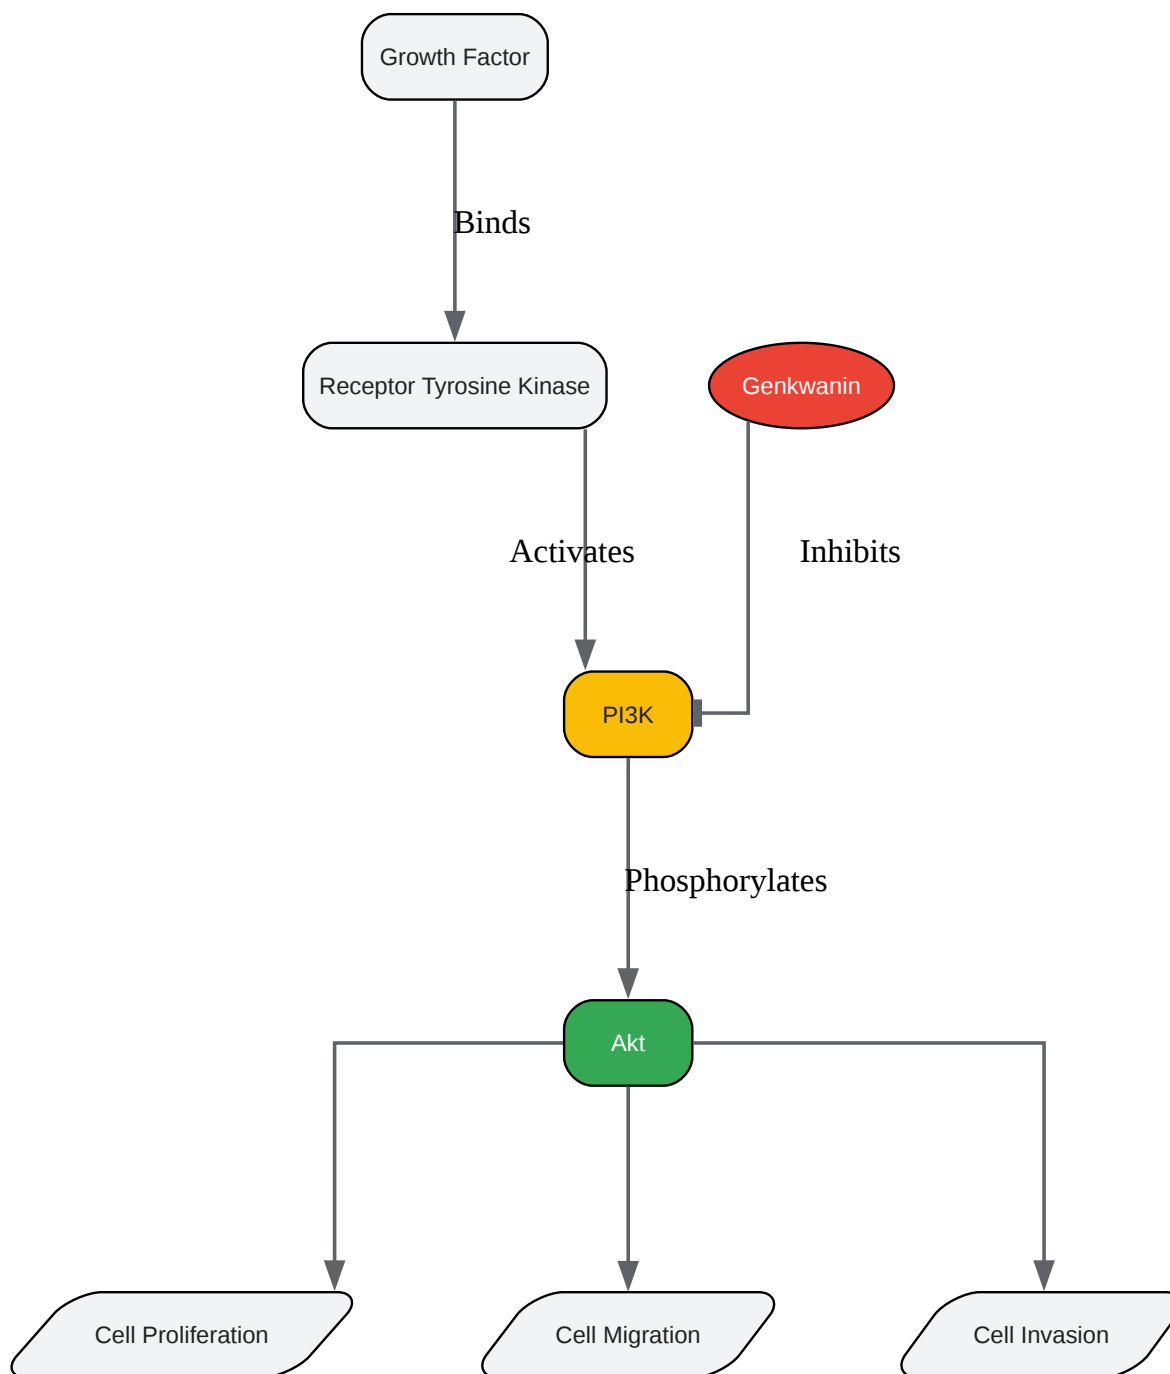 Growth Factor
Binds
Receptor Tyrosine Kinase
Genkwanin
Activates
Inhibits
PI3K
Phosphorylates
Akt
Cell Proliferation
Cell Migration
Cell Invasion